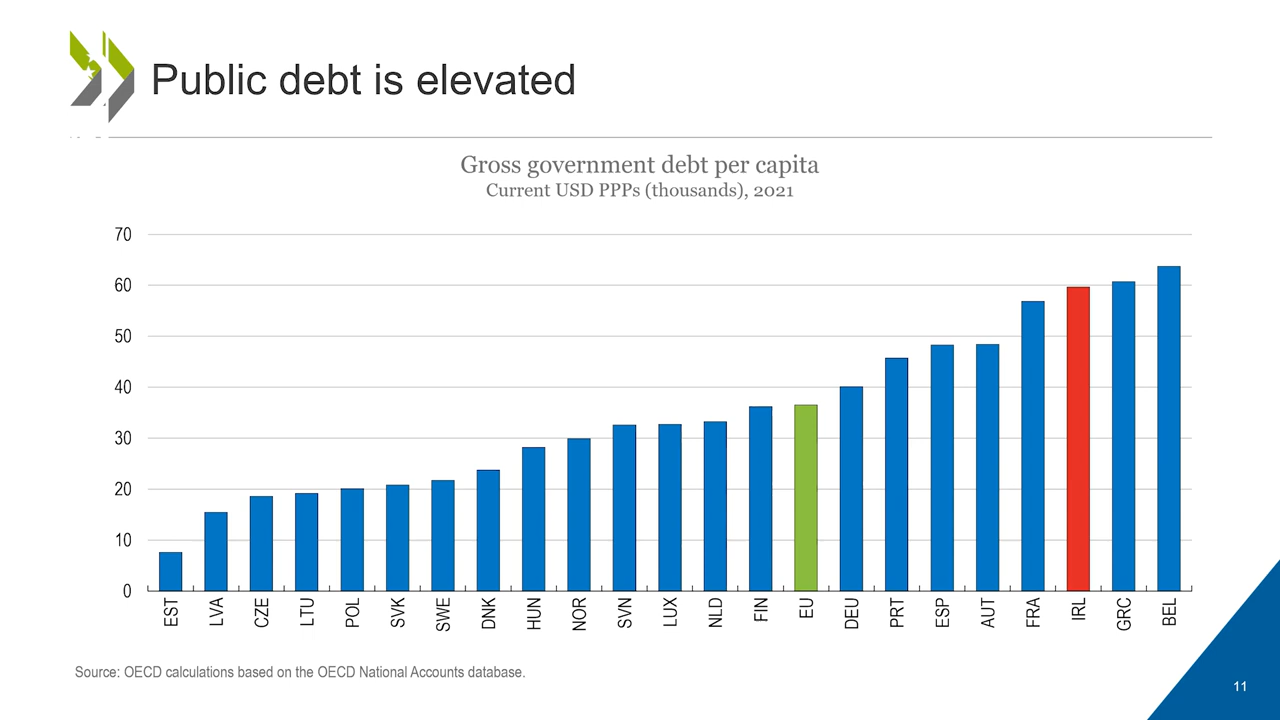 Public debt is elevated
Gross government debt per capita
Current USD PPPs (thousands), 2021
70
60
50
40
30
20
10
0
EST LVA CZE LTU POL SVK SWE DNK HUN NOR SVN LUX NLD FIN EU DEU PRT ESP AUT FRA IRL GRC BEL
Source: OECD calculations based on the OECD National Accounts database.
11